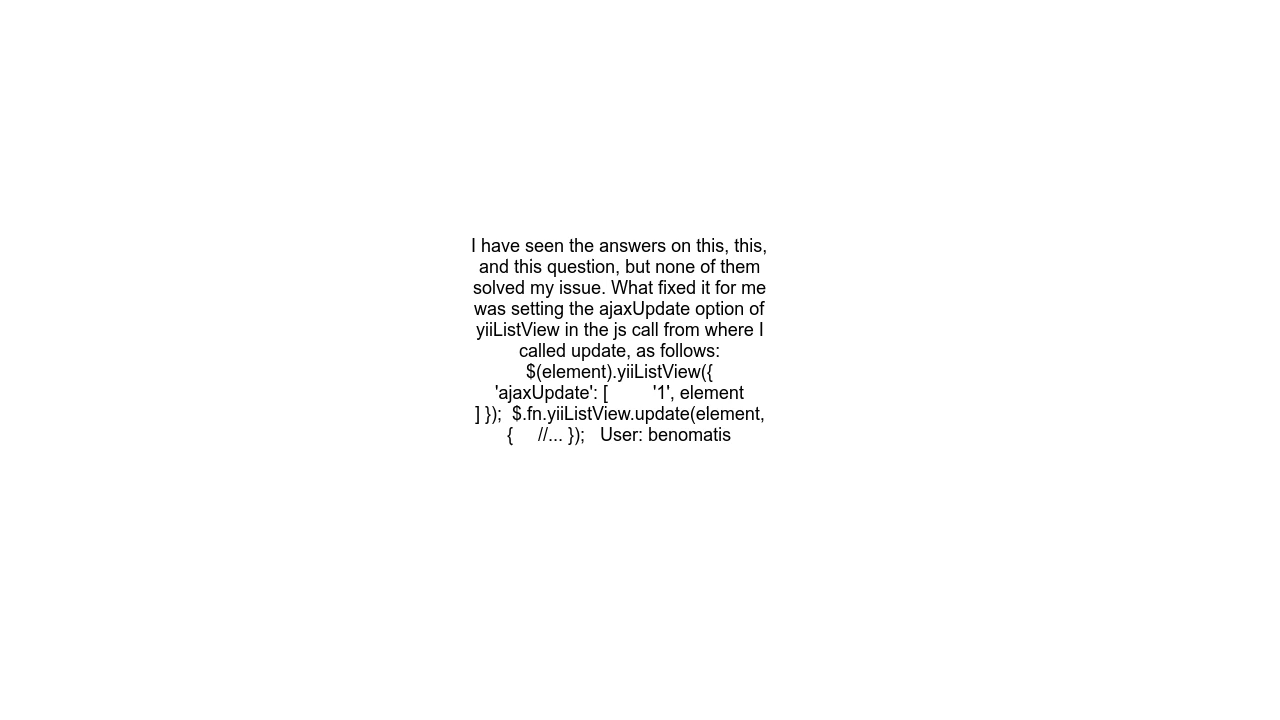 I have seen the answers on this, this,
and this question, but none of them
solved my issue. What fixed it for me
was setting the ajaxUpdate option of
yiiListView in the js call from where I
called update, as follows:
$(element).yiiListView({
'ajaxUpdate': [         '1', element
] });  $.fn.yiiListView.update(element,
{     //... });   User: benomatis